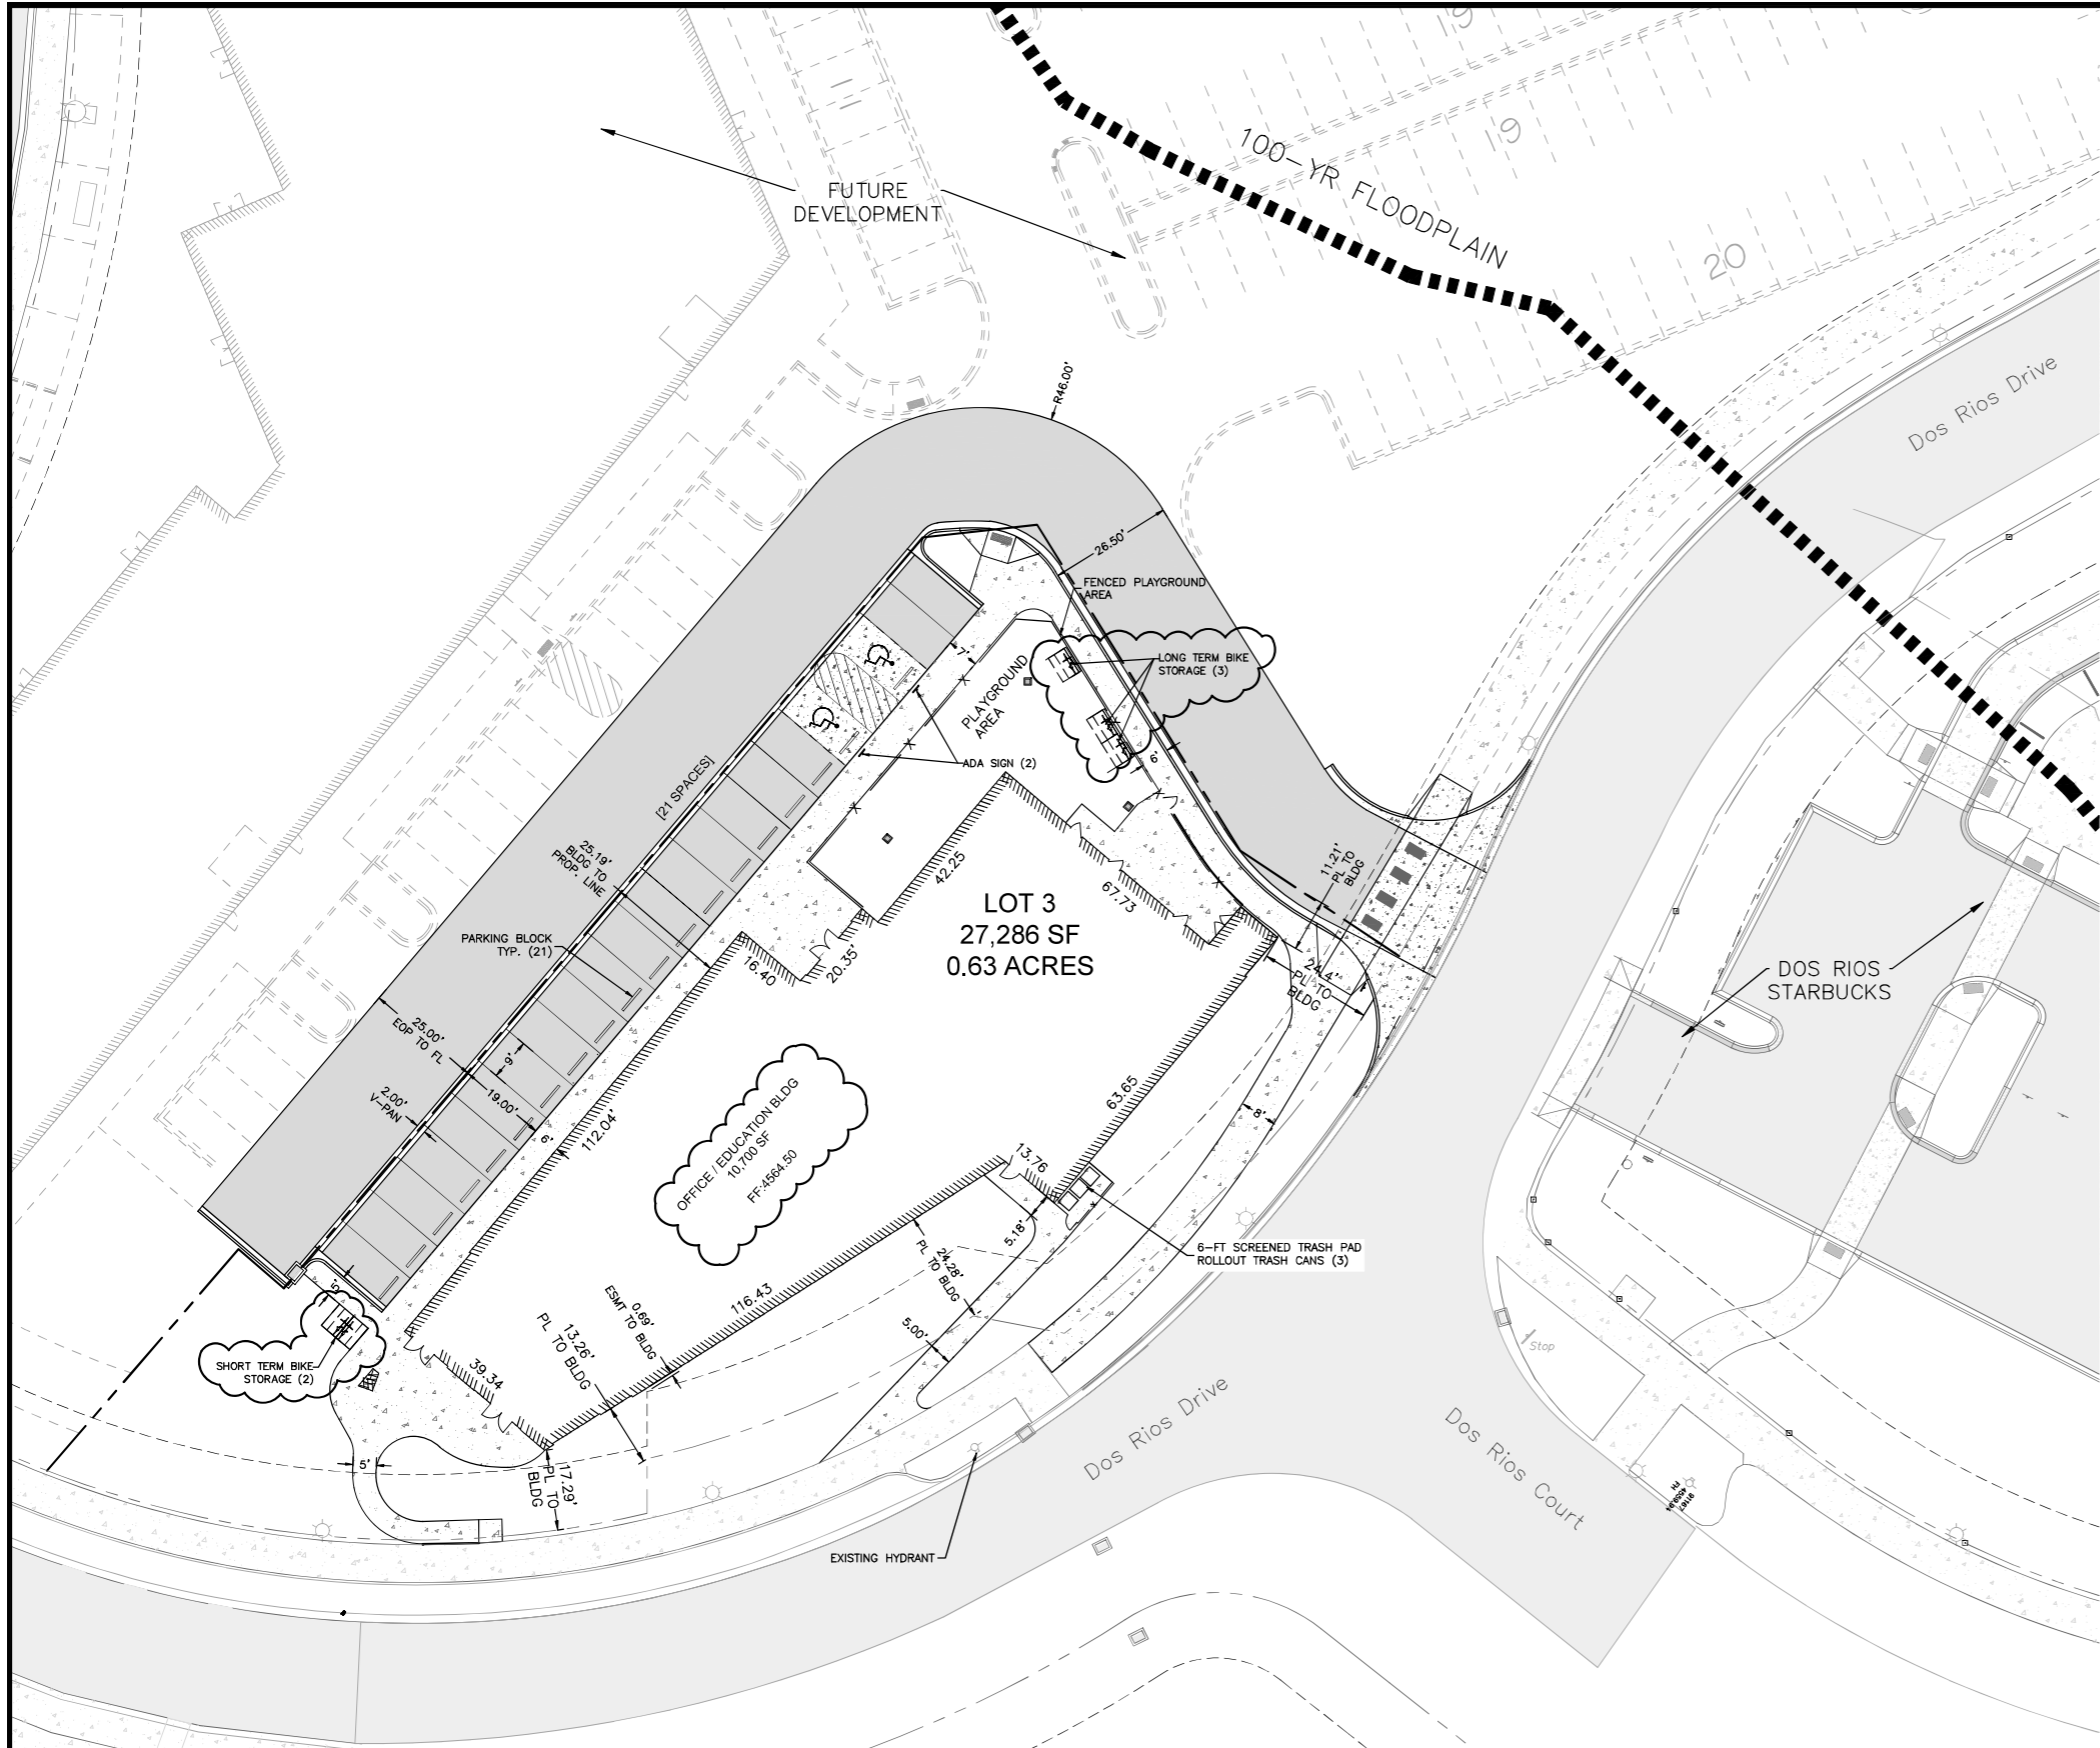 19
19
100-YR FLOODPLAIN
20
FUTURE
DEVELOPMENT
Dos Rios Drive
R46.00'
26.50'
FENCED PLAYGROUND
AREA
LONG TERM BIKE
STORAGE (3)
7'
PLAYGROUND
AREA
6'
ADA SIGN (2)
[21 SPACES]
25.19'
BLDG TO
PROP. LINE
42.25
67.73
11.21'
PL TO
BLDG
LOT 3
27,286 SF
0.63 ACRES
PARKING BLOCK
TYP. (21)
16.40
20.35'
24.4'
PL TO
BLDG
DOS RIOS
STARBUCKS
25.00'
EOP TO FL
9'
19.00'
2.00'
V-PAN
6'
112.04'
63.65
8'
OFFICE / EDUCATION BLDG
10,700 SF
FF:4564.50
13.76
5.18'
24.28'
PL TO BLDG
6-FT SCREENED TRASH PAD
ROLLOUT TRASH CANS (3)
116.43
0.69'
ESMT TO BLDG
13.26'
PL TO BLDG
5.00'
5'
SHORT TERM BIKE
STORAGE (2)
39.34
Stop
Dos Rios Drive
Dos Rios Court
5'
17.29'
PL TO
BLDG
EXISTING HYDRANT
FH